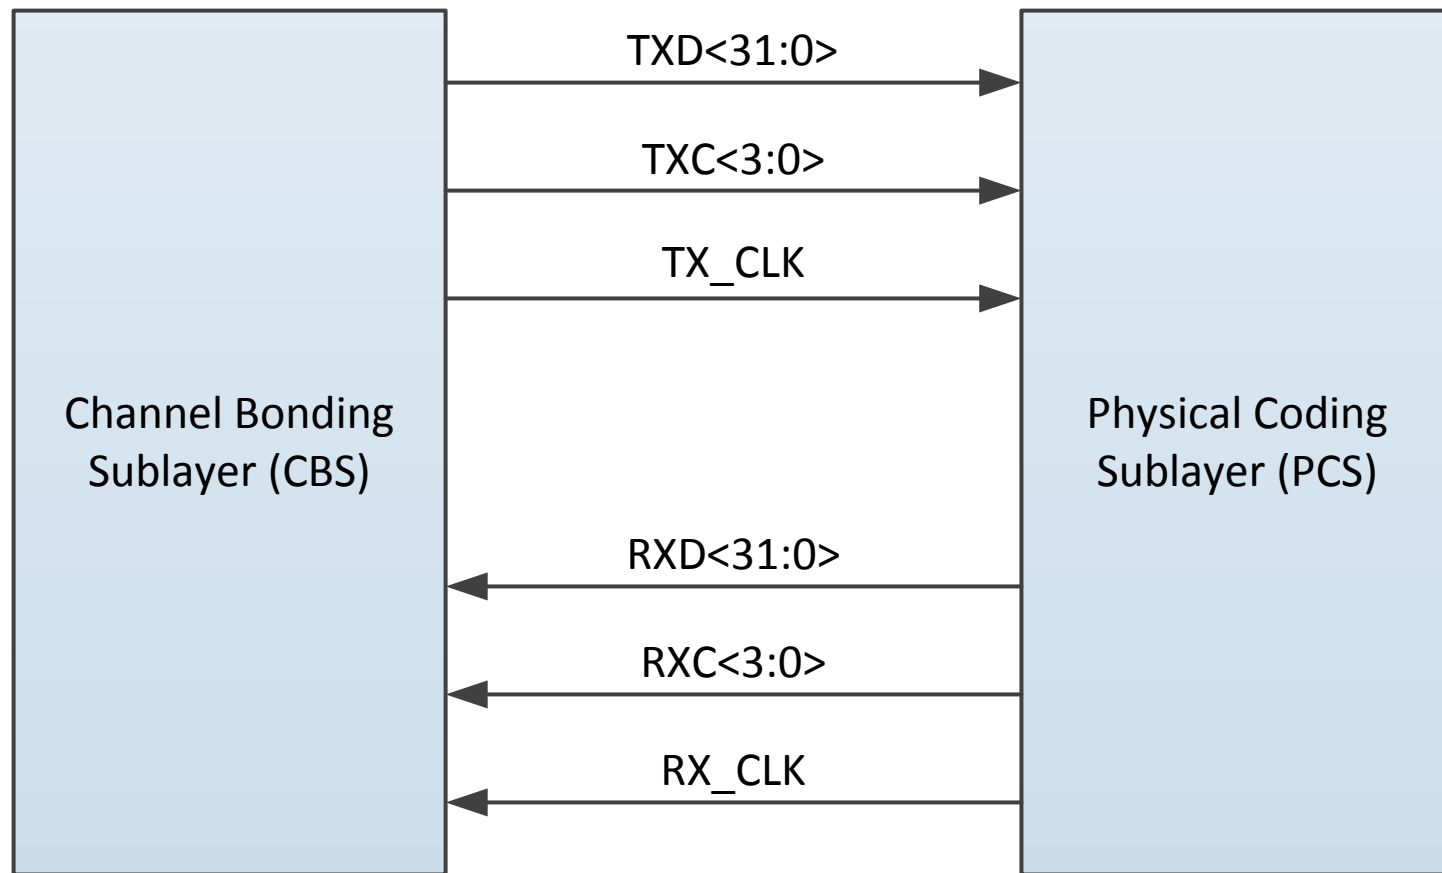 TXD<31:0>
TXC<3:0>
TX_CLK
Channel Bonding
Sublayer (CBS)
Physical Coding
Sublayer (PCS)
RXD<31:0>
RXC<3:0>
RX_CLK